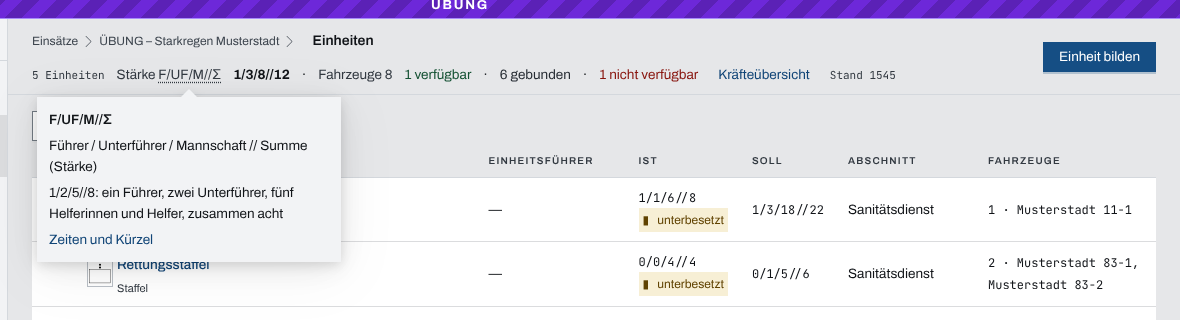 ÜBUNG
Einsätze > ÜBUNG – Starkregen Musterstadt > Einheiten
5 Einheiten Stärke F/UF/M//Σ 1/3/8//12 · Fahrzeuge 8 1 verfügbar · 6 gebunden · 1 nicht verfügbar Kräfteübersicht Stand 1545
Einheit bilden
F/UF/M//Σ
Führer / Unterführer / Mannschaft // Summe
(Stärke)
1/2/5//8: ein Führer, zwei Unterführer, fünf
Helferinnen und Helfer, zusammen acht
Zeiten und Kürzel
EINHEITSFÜHRER IST SOLL ABSCHNITT FAHRZEUGE
— 1/1/6//8 1/3/18//22 Sanitätsdienst 1 · Musterstadt 11-1
unterbesetzt
Rettungsstaffel
Staffel
— 0/0/4//4 0/1/5//6 Sanitätsdienst 2 · Musterstadt 83-1,
unterbesetzt
Musterstadt 83-2